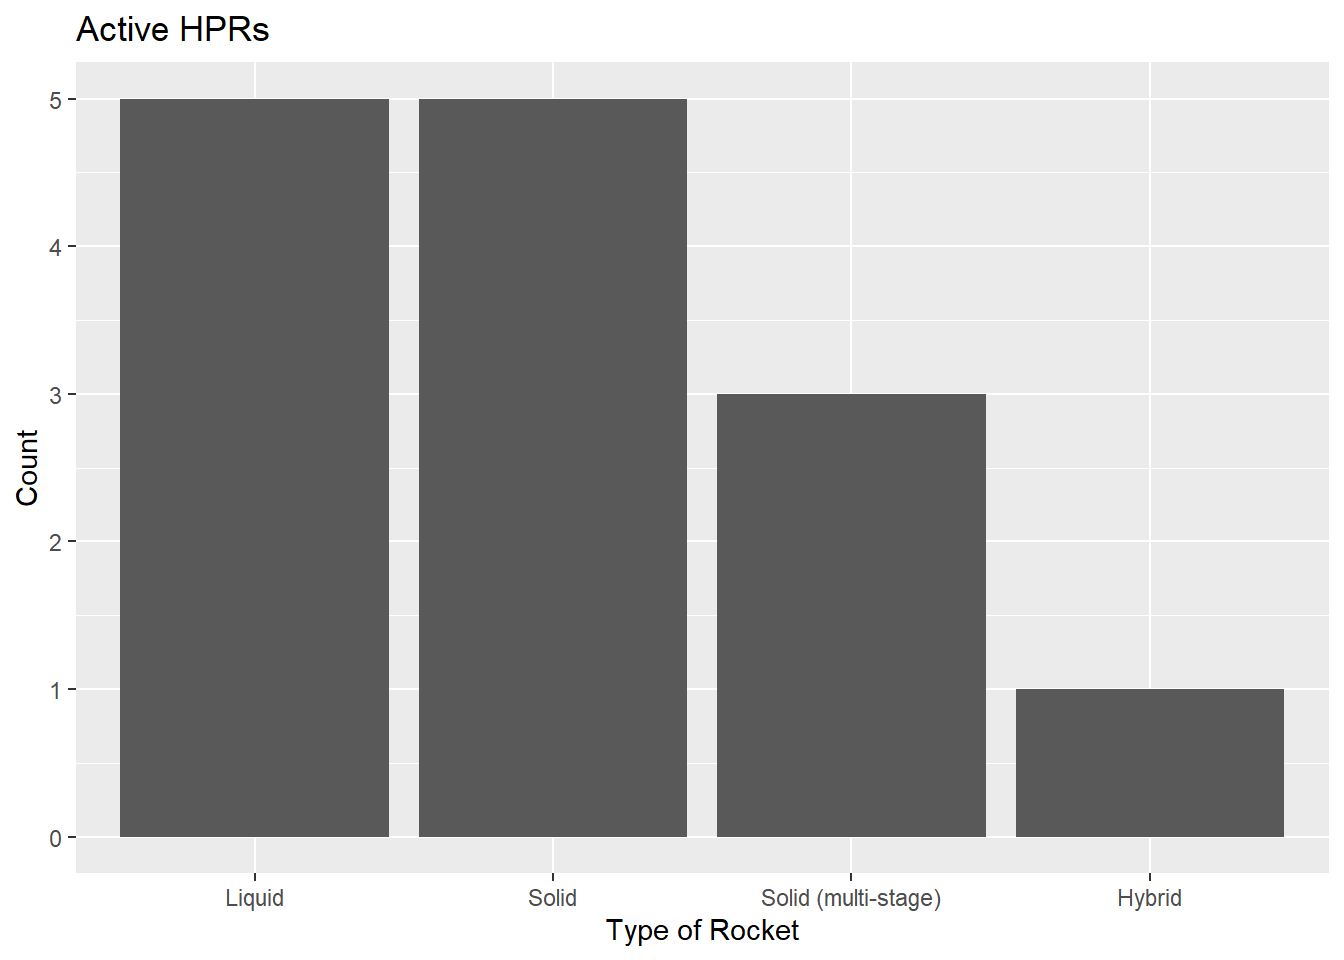 Active HPRs
5
4
3
2
1
0
Count
Liquid Solid Solid (multi-stage) Hybrid
Type of Rocket